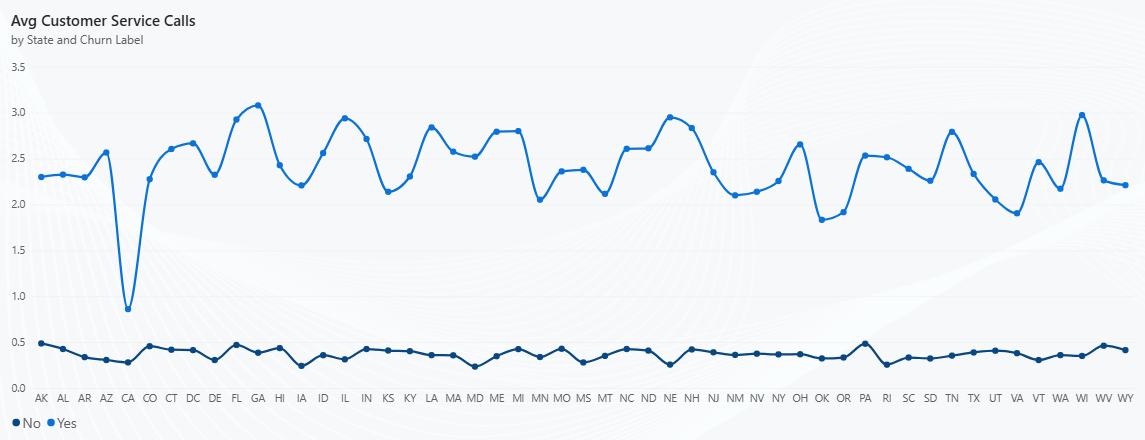 Avg Customer Service Calls
by State and Churn Label
3.5
3.0
2.5
2.0
1.5
1.0
0.5
0.0
AK AL AR AZ CA CO CT DC DE FL GA HI IA ID IL IN KS KY LA MA MD ME MI MN MO MS MT NC ND NE NH NJ NM NV NY OH OK OR PA RI SC SD TN TX UT VA VT WA WI WV WY
No Yes